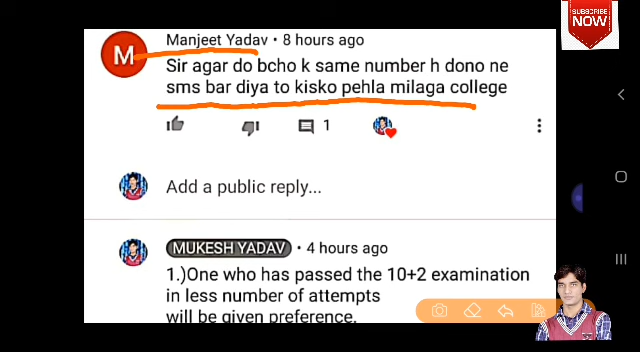 SUBSCRIBE
NOW
M
Manjeet Yadav • 8 hours ago
Sir agar do bcho k same number h dono ne
sms bar diya to kisko pehla milaga college
1
Add a public reply...
MUKESH YADAV • 4 hours ago
1.)One who has passed the 10+2 examination
in less number of attempts
will be given preference.